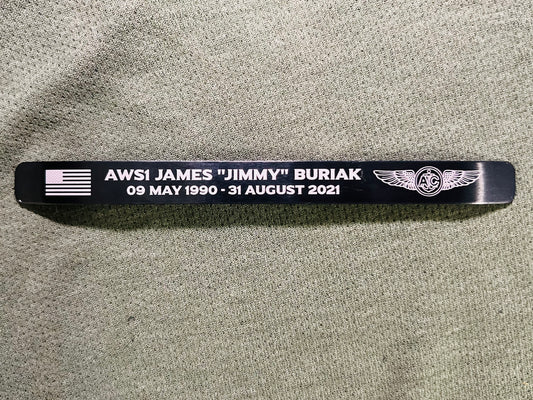 AWS1 JAMES "JIMMY" BURIAK
09 MAY 1990 - 31 AUGUST 2021